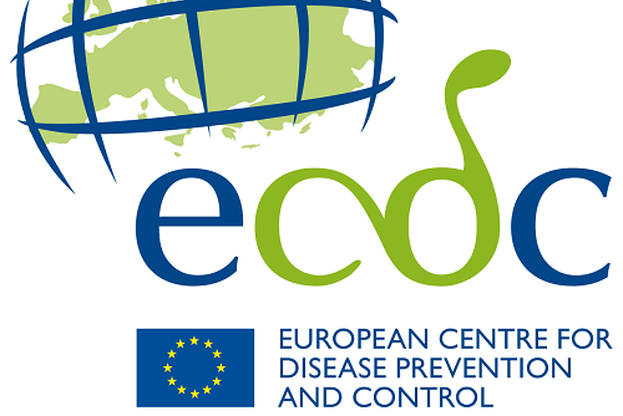 ecdc
EUROPEAN CENTRE FOR
DISEASE PREVENTION
AND CONTROL